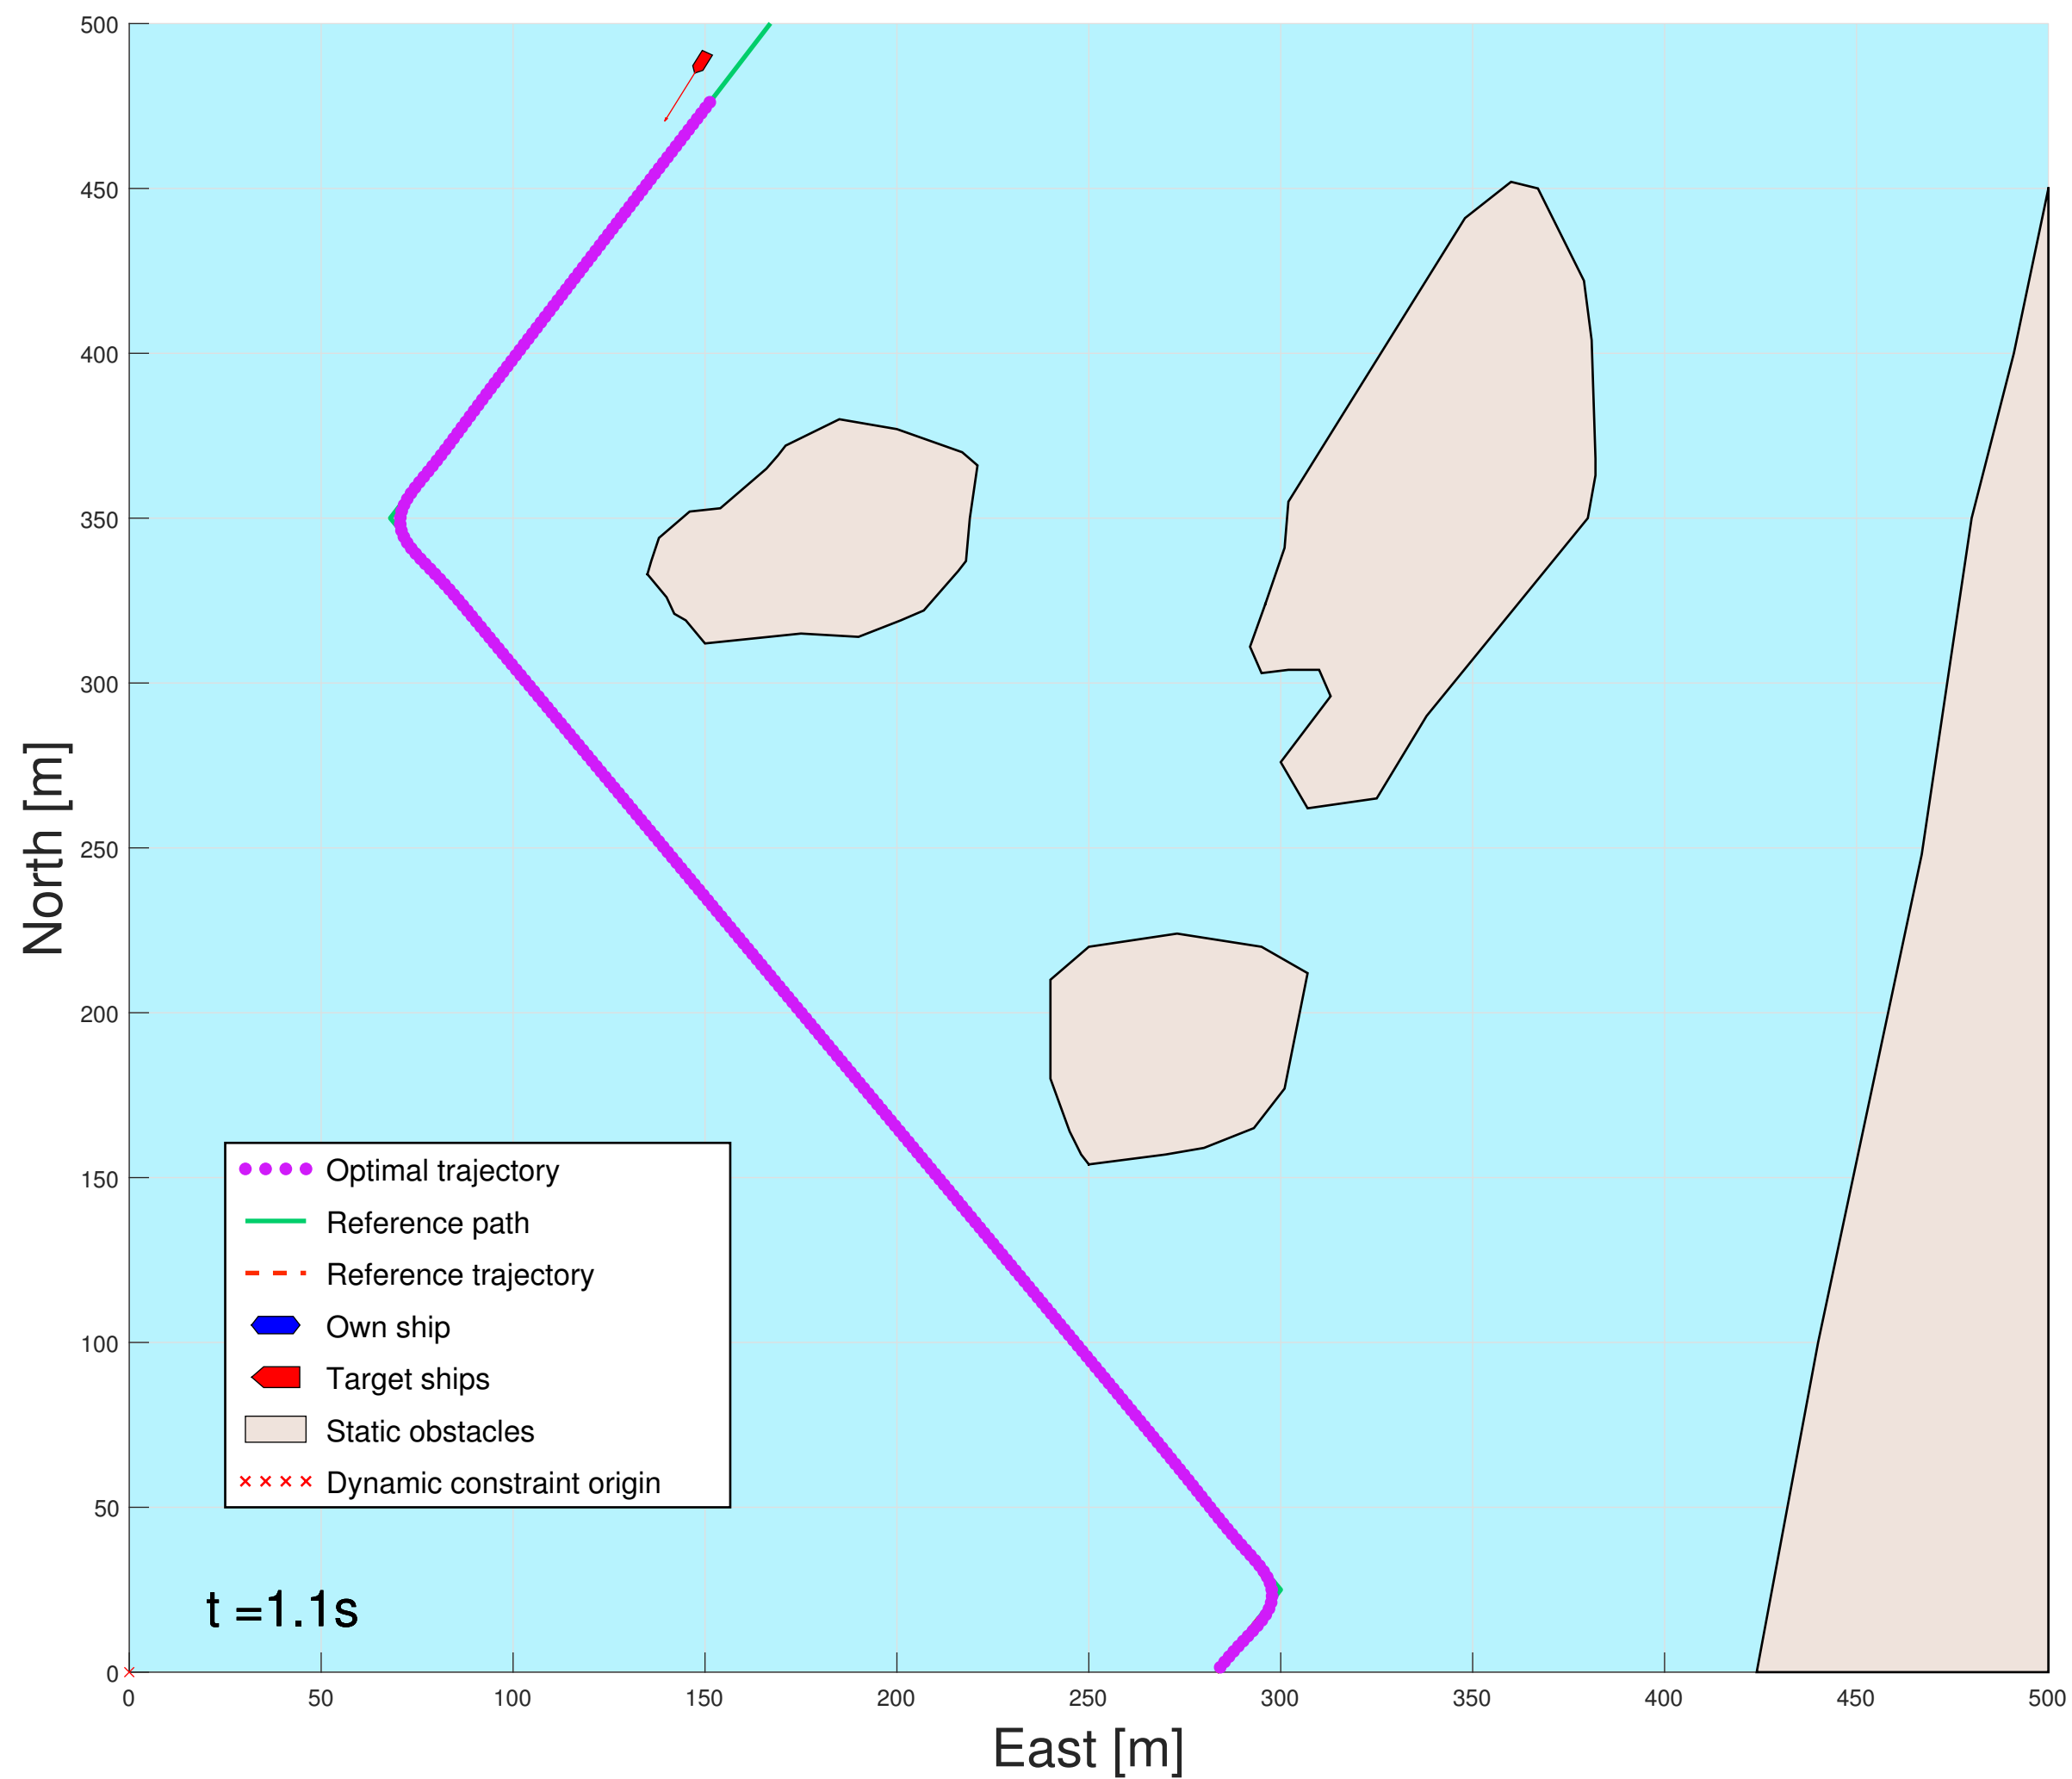 500
450
400
350
300
250
200
150
100
50
0
North [m]
Optimal trajectory
Reference path
Reference trajectory
Own ship
Target ships
Static obstacles
Dynamic constraint origin
t =1.1s
0 50 100 150 200 250 300 350 400 450 500
East [m]